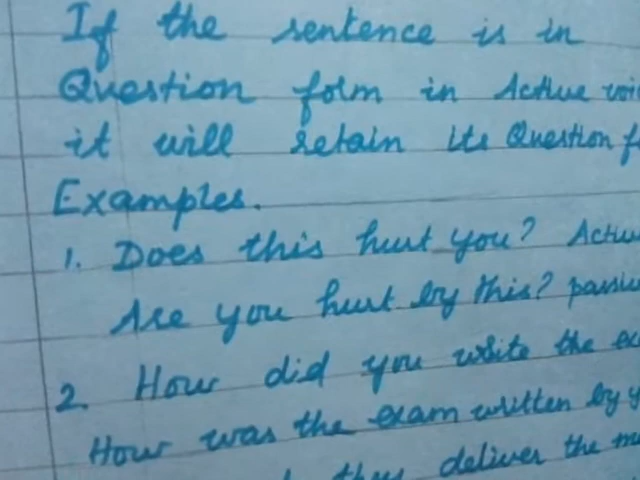 If the sentence is in
Question form in Active
it will retain its Question
Examples.
1. Does this hurt you?
Are you hurt by this?
2. How did you write the
How was the exam written by
they deliver the